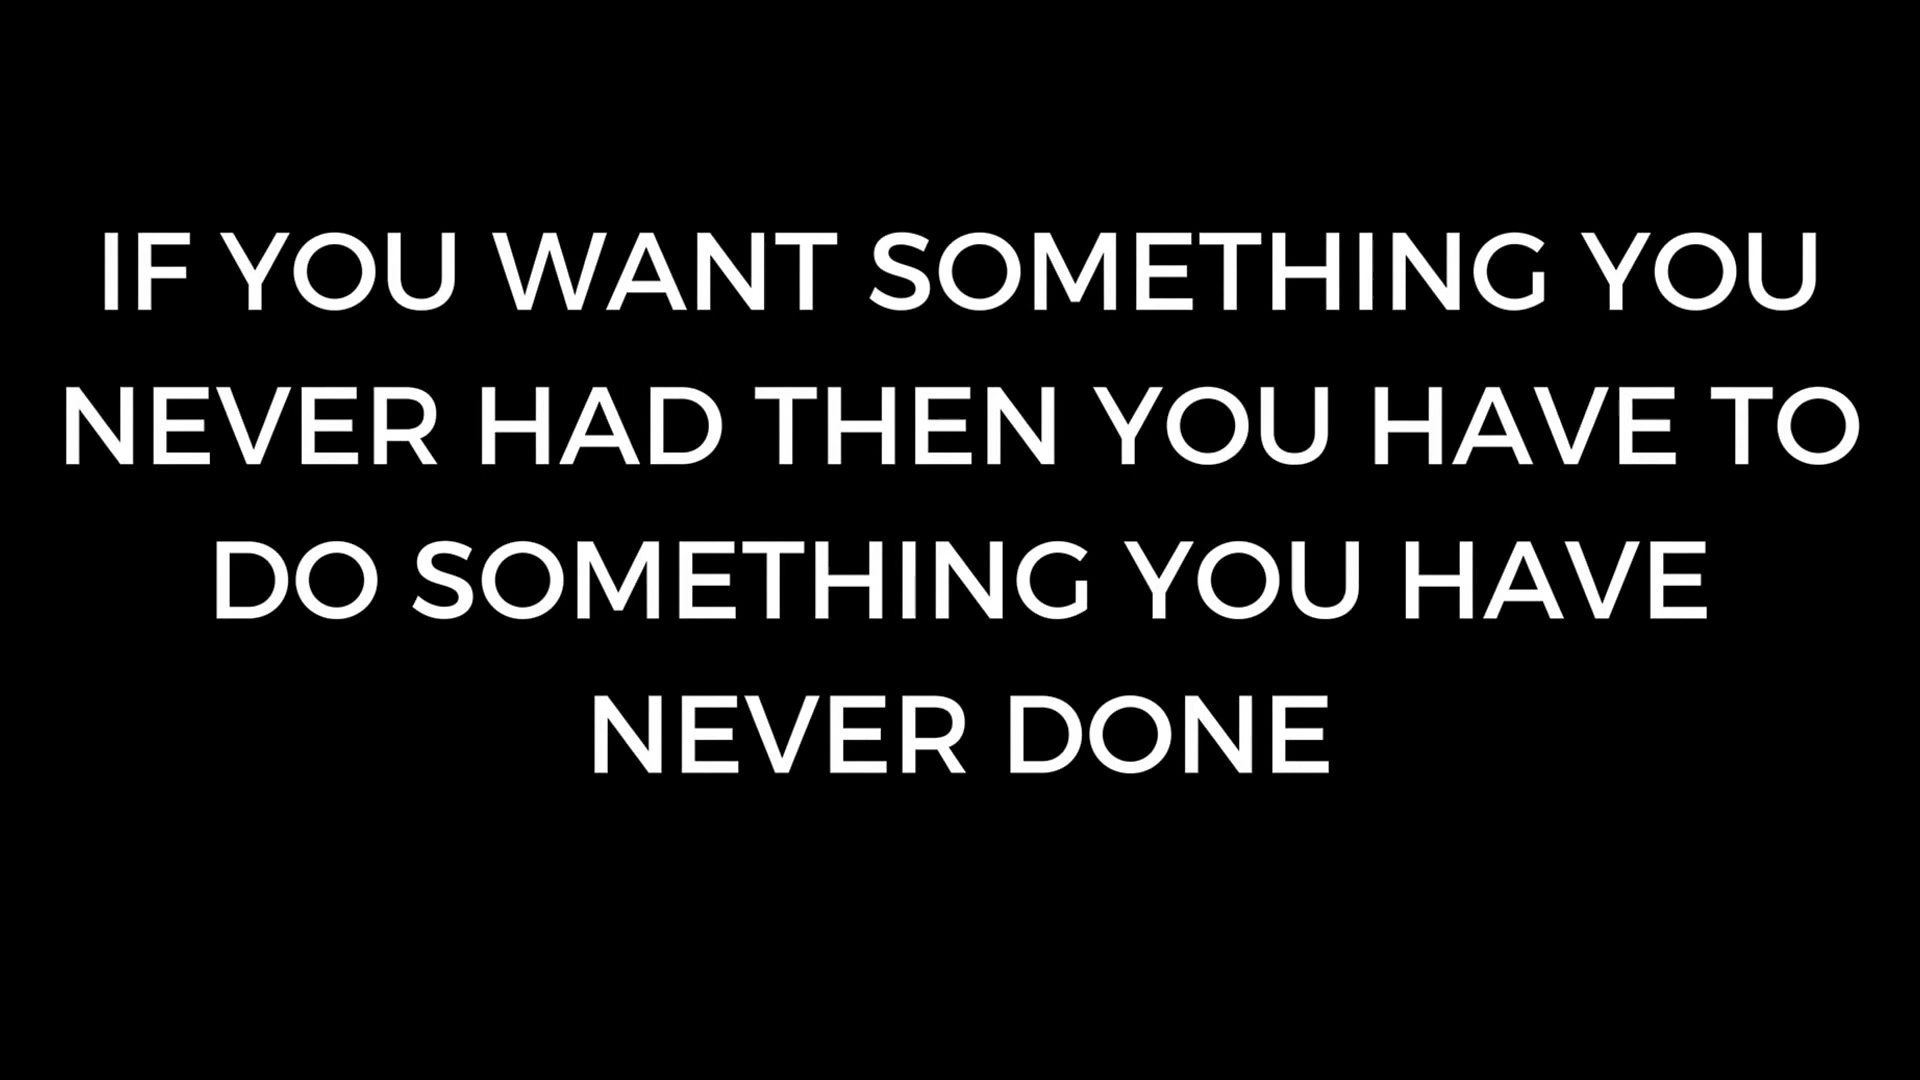 IF YOU WANT SOMETHING YOU
NEVER HAD THEN YOU HAVE TO
DO SOMETHING YOU HAVE
NEVER DONE